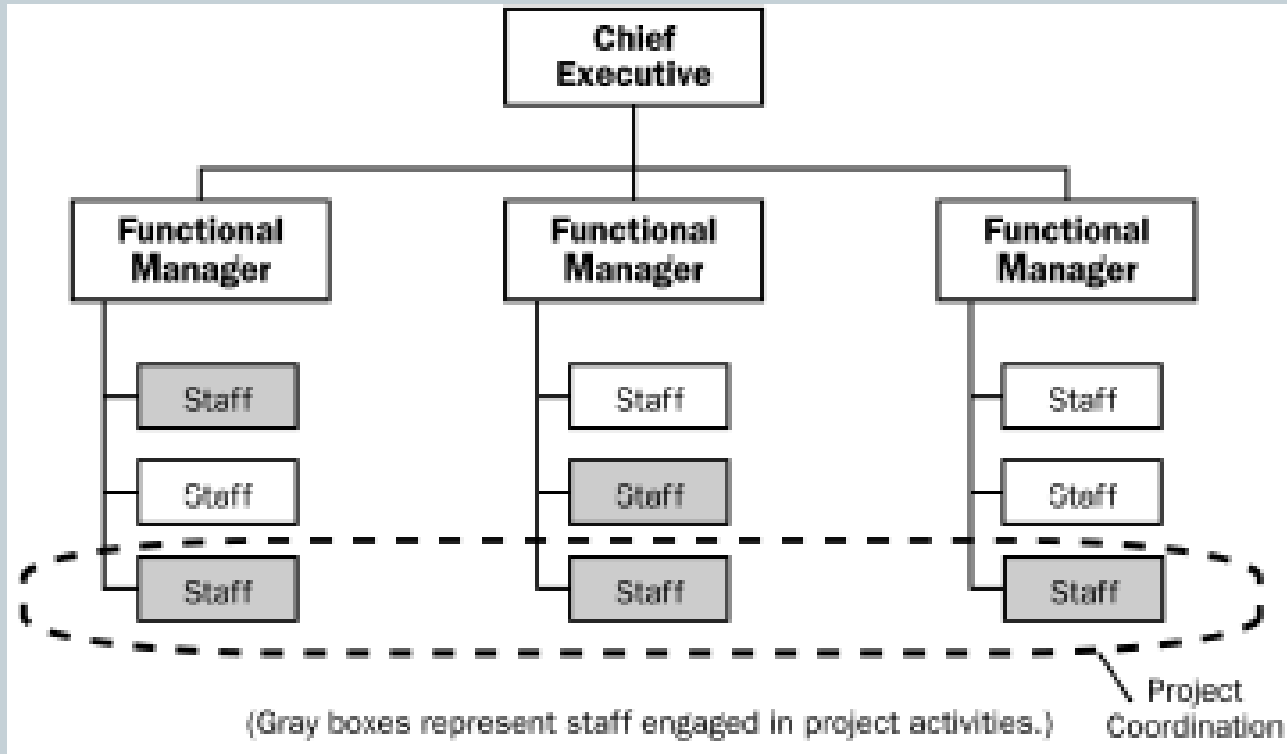 Chief
Executive
Functional
Manager
Functional
Manager
Functional
Manager
Staff
Staff
Staff
Staff
Staff
Staff
Staff
Staff
Staff
(Gray boxes represent staff engaged in project activities.)
Project
Coordination